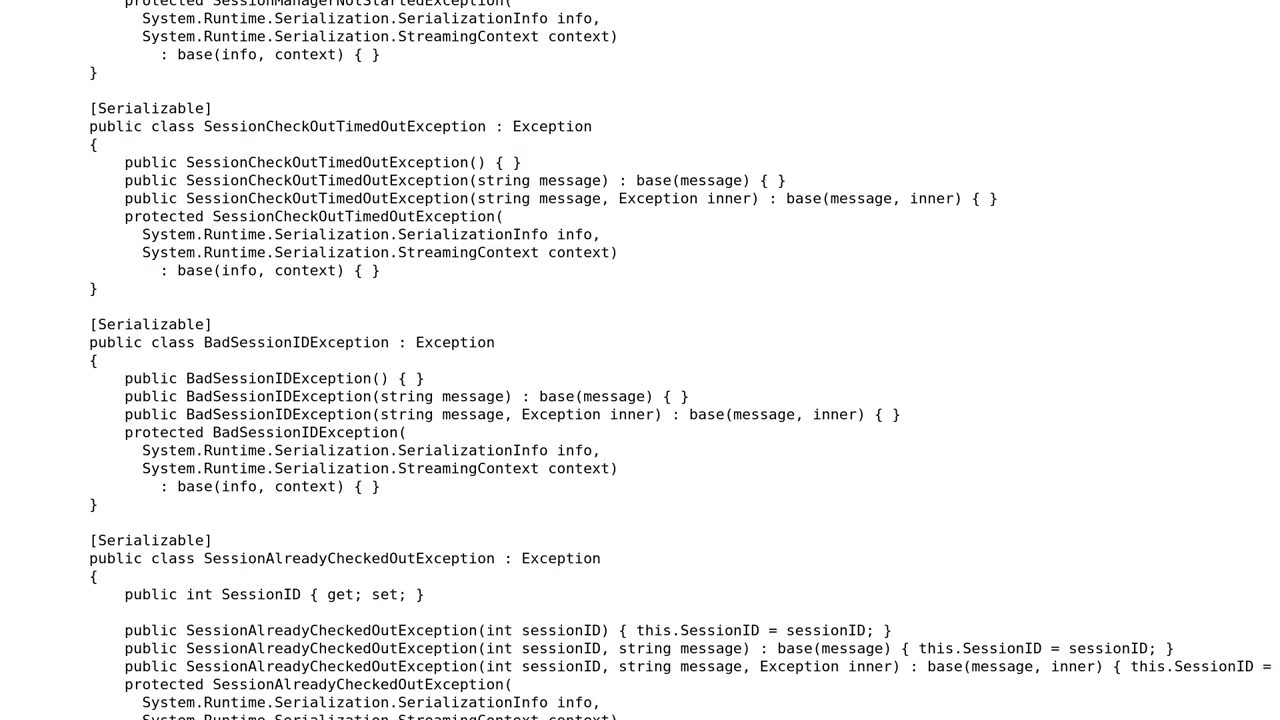 protected SessionManagerNotStartedException(
System.Runtime.Serialization.SerializationInfo info,
System.Runtime.Serialization.StreamingContext context)
: base(info, context) { }
}
[Serializable]
public class SessionCheckOutTimedOutException : Exception
{
public SessionCheckOutTimedOutException() { }
public SessionCheckOutTimedOutException(string message) : base(message) { }
public SessionCheckOutTimedOutException(string message, Exception inner) : base(message, inner) { }
protected SessionCheckOutTimedOutException(
System.Runtime.Serialization.SerializationInfo info,
System.Runtime.Serialization.StreamingContext context)
: base(info, context) { }
}
[Serializable]
public class BadSessionIDException : Exception
{
public BadSessionIDException() { }
public BadSessionIDException(string message) : base(message) { }
public BadSessionIDException(string message, Exception inner) : base(message, inner) { }
protected BadSessionIDException(
System.Runtime.Serialization.SerializationInfo info,
System.Runtime.Serialization.StreamingContext context)
: base(info, context) { }
}
[Serializable]
public class SessionAlreadyCheckedOutException : Exception
{
public int SessionID { get; set; }
public SessionAlreadyCheckedOutException(int sessionID) { this.SessionID = sessionID; }
public SessionAlreadyCheckedOutException(int sessionID, string message) : base(message) { this.SessionID = sessionID; }
public SessionAlreadyCheckedOutException(int sessionID, string message, Exception inner) : base(message, inner) { this.SessionID =
protected SessionAlreadyCheckedOutException(
System.Runtime.Serialization.SerializationInfo info,
System.Runtime.Serialization.StreamingContext context)